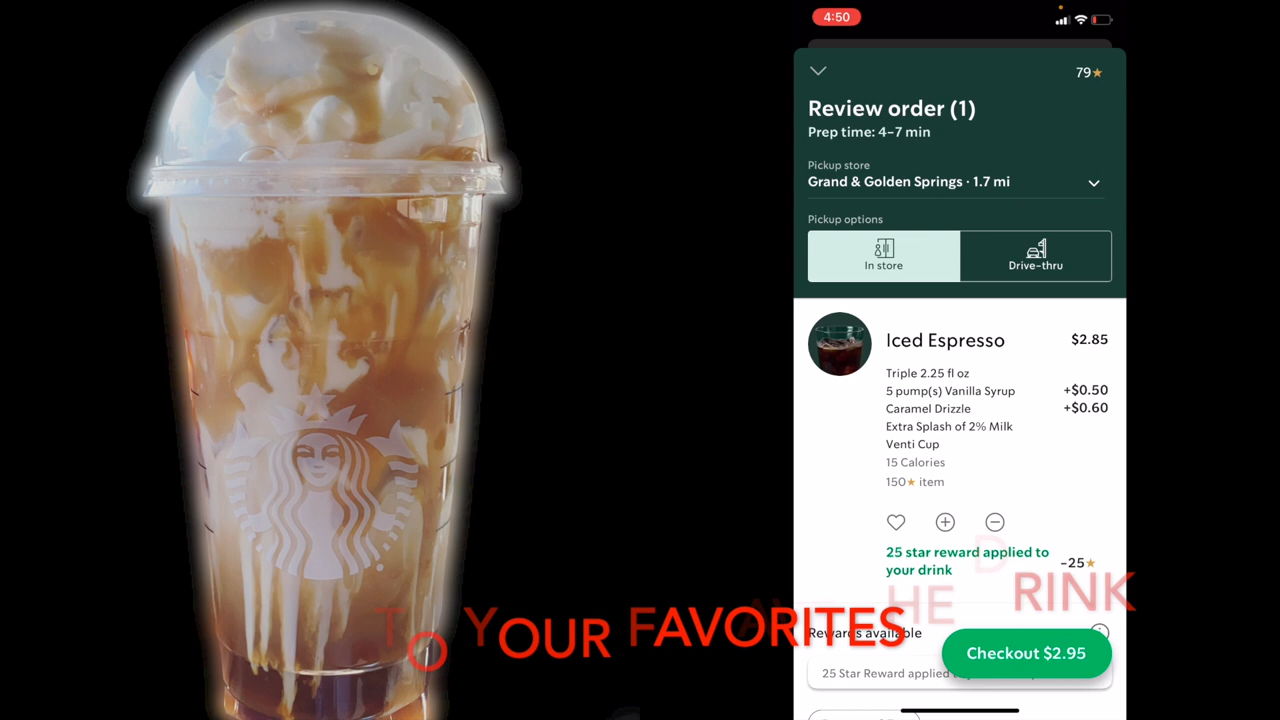 4:50
79★
Review order (1)
Prep time: 4–7 min
Pickup store
Grand & Golden Springs · 1.7 mi
Pickup options
In store
Drive-thru
Iced Espresso $2.85
Triple 2.25 fl oz
5 pump(s) Vanilla Syrup +$0.50
Caramel Drizzle +$0.60
Extra Splash of 2% Milk
Venti Cup
15 Calories
150★ item
25 star reward applied to
your drink -25★
HE DRINK
TO YOUR FAVORITES
Rewards available
Checkout $2.95
25 Star Reward applied